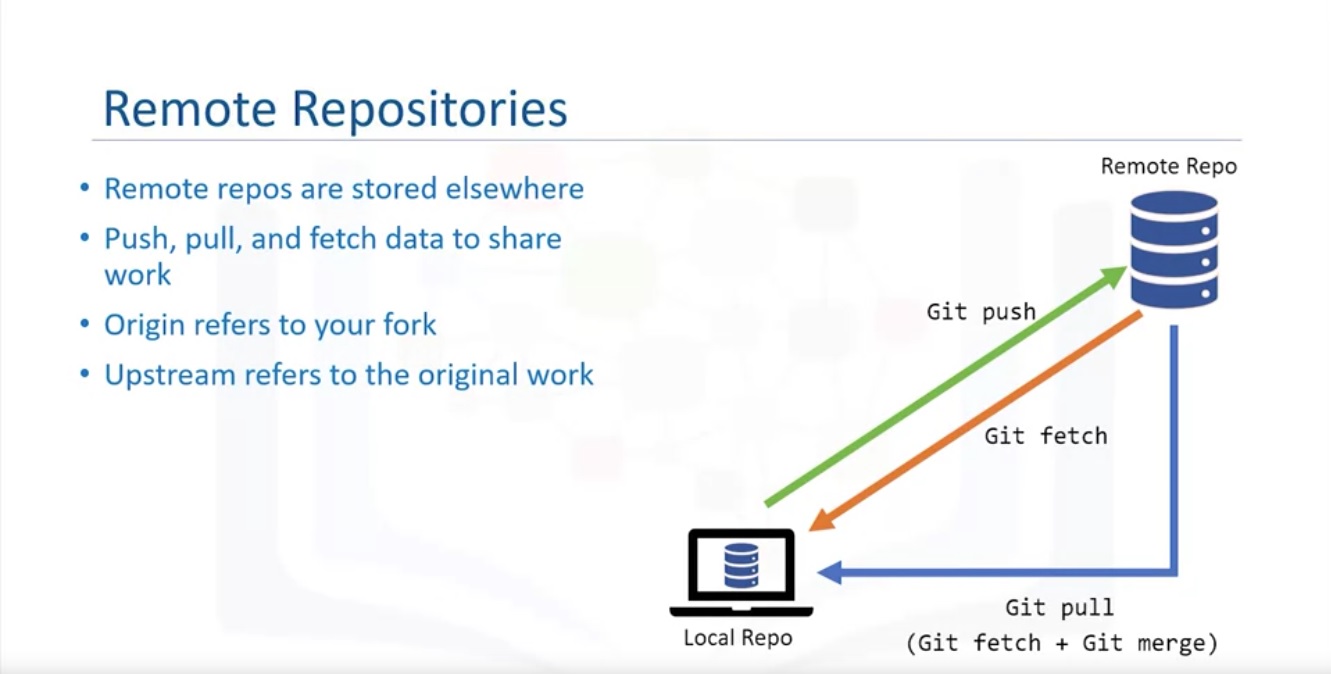 Remote Repositories
• Remote repos are stored elsewhere
• Push, pull, and fetch data to share
work
• Origin refers to your fork
• Upstream refers to the original work
Remote Repo
Git push
Git fetch
Local Repo
Git pull
(Git fetch + Git merge)